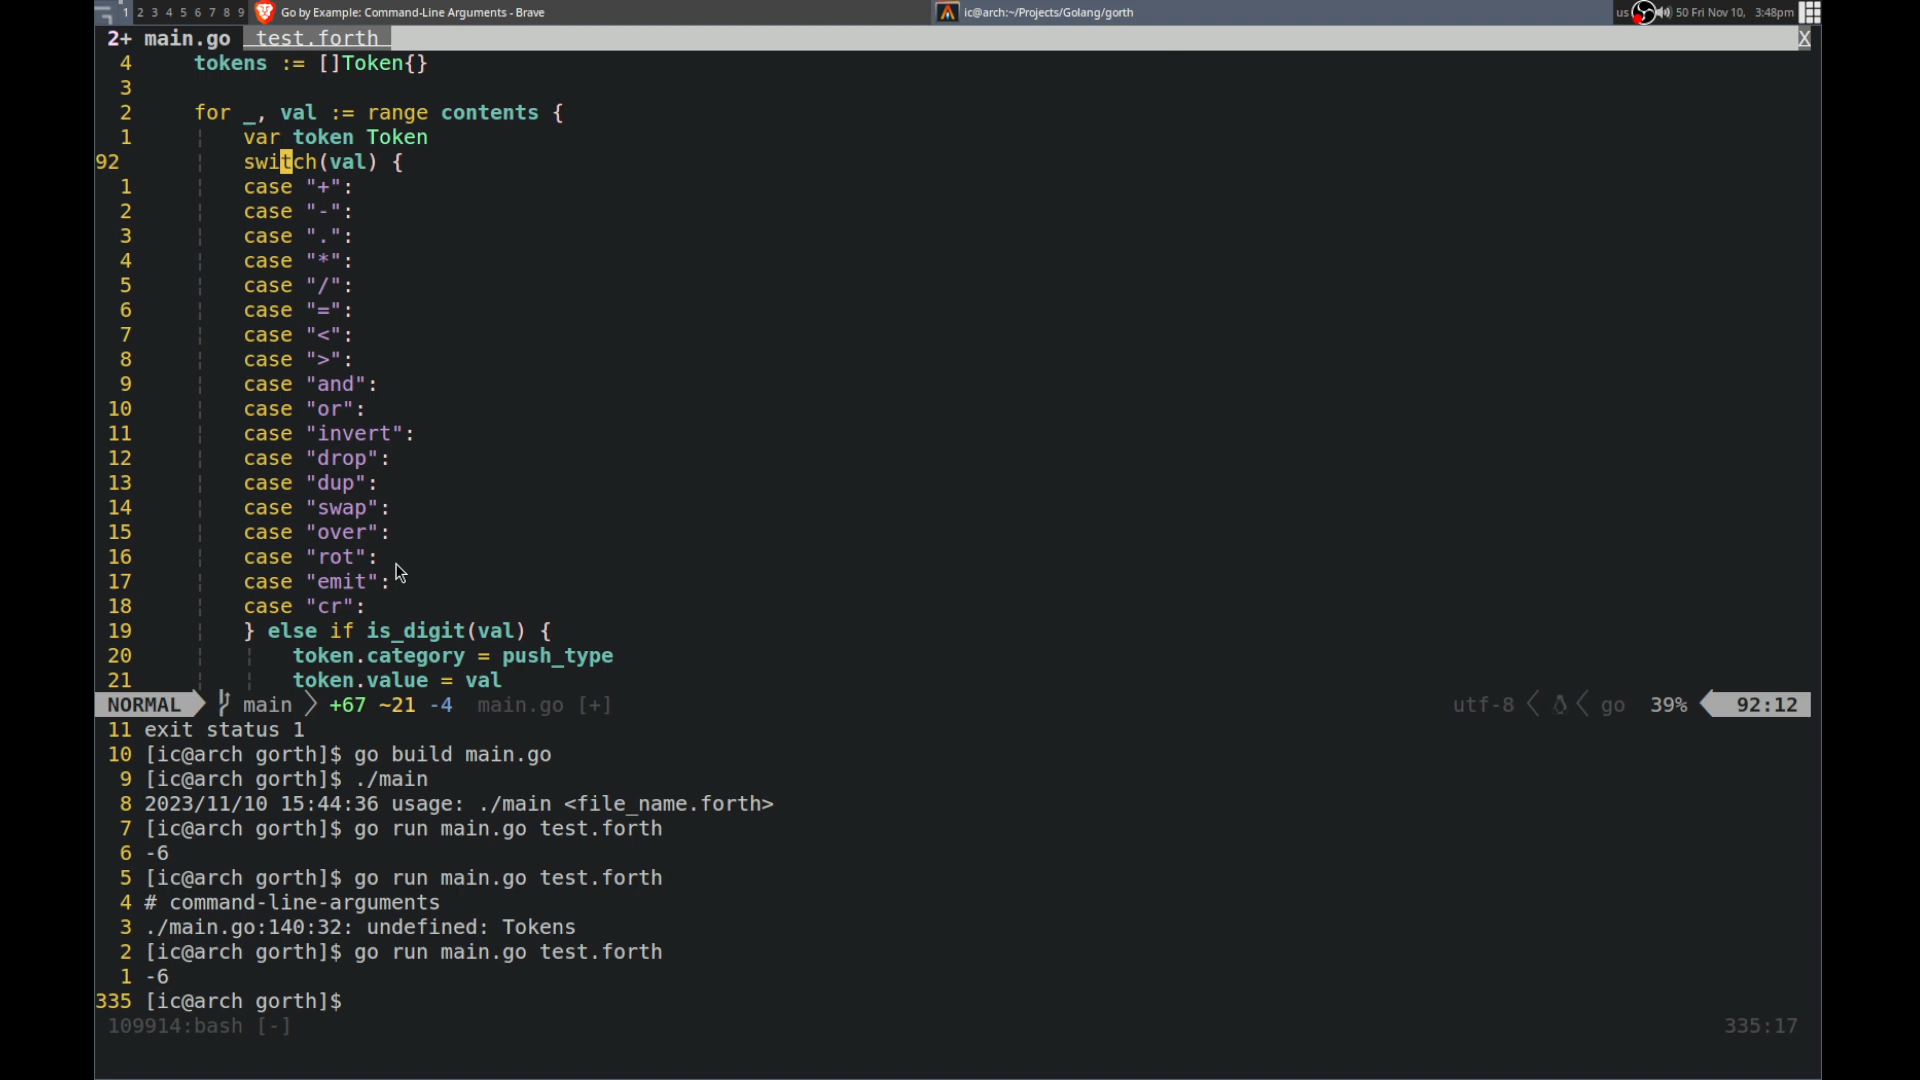 1 2 3 4 5 6 7 8 9 Go by Example: Command-Line Arguments - Brave ic@arch:~/Projects/Golang/gorth us 50 Fri Nov 10, 3:48pm
2+ main.go test.forth X
4 tokens := []Token{}
3
2 for _, val := range contents {
1 var token Token
92 switch(val) {
1 case "+":
2 case "-":
3 case ".":
4 case "*":
5 case "/":
6 case "=":
7 case "<":
8 case ">":
9 case "and":
10 case "or":
11 case "invert":
12 case "drop":
13 case "dup":
14 case "swap":
15 case "over":
16 case "rot":
17 case "emit":
18 case "cr":
19 } else if is_digit(val) {
20 token.category = push_type
21 token.value = val
NORMAL main +67 ~21 -4 main.go [+] utf-8 go 39% 92:12
11 exit status 1
10 [ic@arch gorth]$ go build main.go
9 [ic@arch gorth]$ ./main
8 2023/11/10 15:44:36 usage: ./main <file_name.forth>
7 [ic@arch gorth]$ go run main.go test.forth
6 -6
5 [ic@arch gorth]$ go run main.go test.forth
4 # command-line-arguments
3 ./main.go:140:32: undefined: Tokens
2 [ic@arch gorth]$ go run main.go test.forth
1 -6
335 [ic@arch gorth]$
109914:bash [-] 335:17